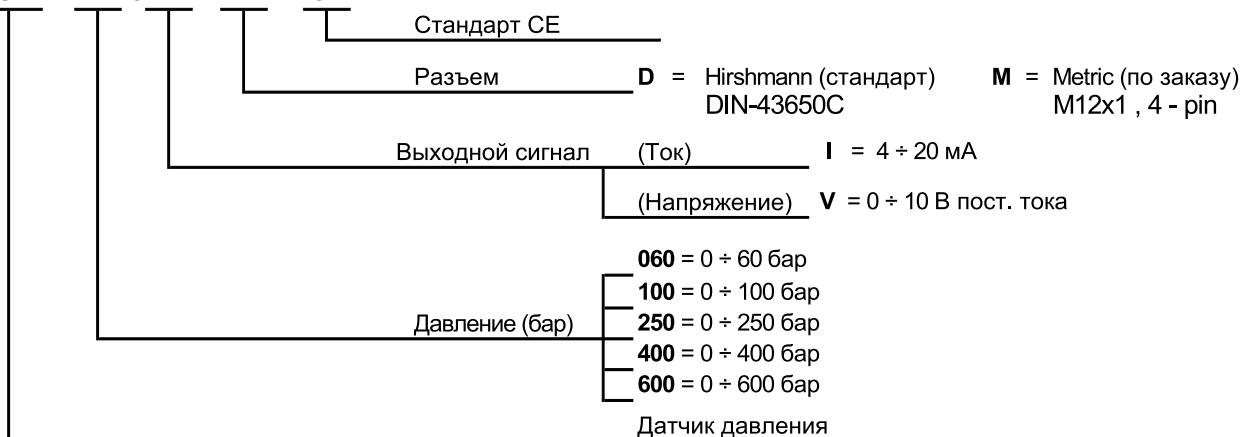 Стандарт CE
Разъем D = Hirshmann (стандарт) M = Metric (по заказу)
DIN-43650C M12x1 , 4 - pin
Выходной сигнал (Ток) I = 4 ÷ 20 мА
(Напряжение) V = 0 ÷ 10 В пост. тока
060 = 0 ÷ 60 бар
100 = 0 ÷ 100 бар
Давление (бар) 250 = 0 ÷ 250 бар
400 = 0 ÷ 400 бар
600 = 0 ÷ 600 бар
Датчик давления